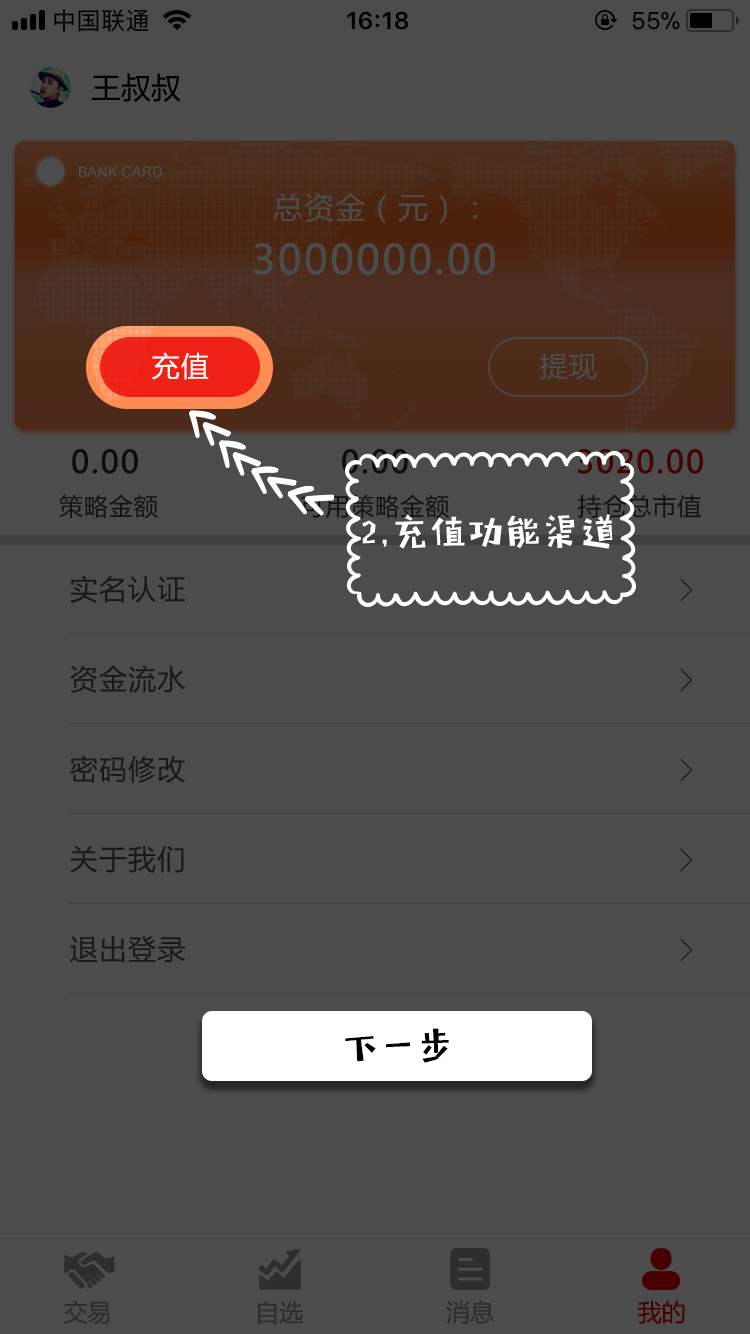 中国联通 16:18 55%
王叔叔
BANK CARD
总资金（元）:
3000000.00
充值 提现
0.00 0.00 3020.00
策略金额 可用策略金额 持仓总市值
2,充值功能渠道
实名认证
资金流水
密码修改
关于我们
退出登录
下一步
交易 自选 消息 我的